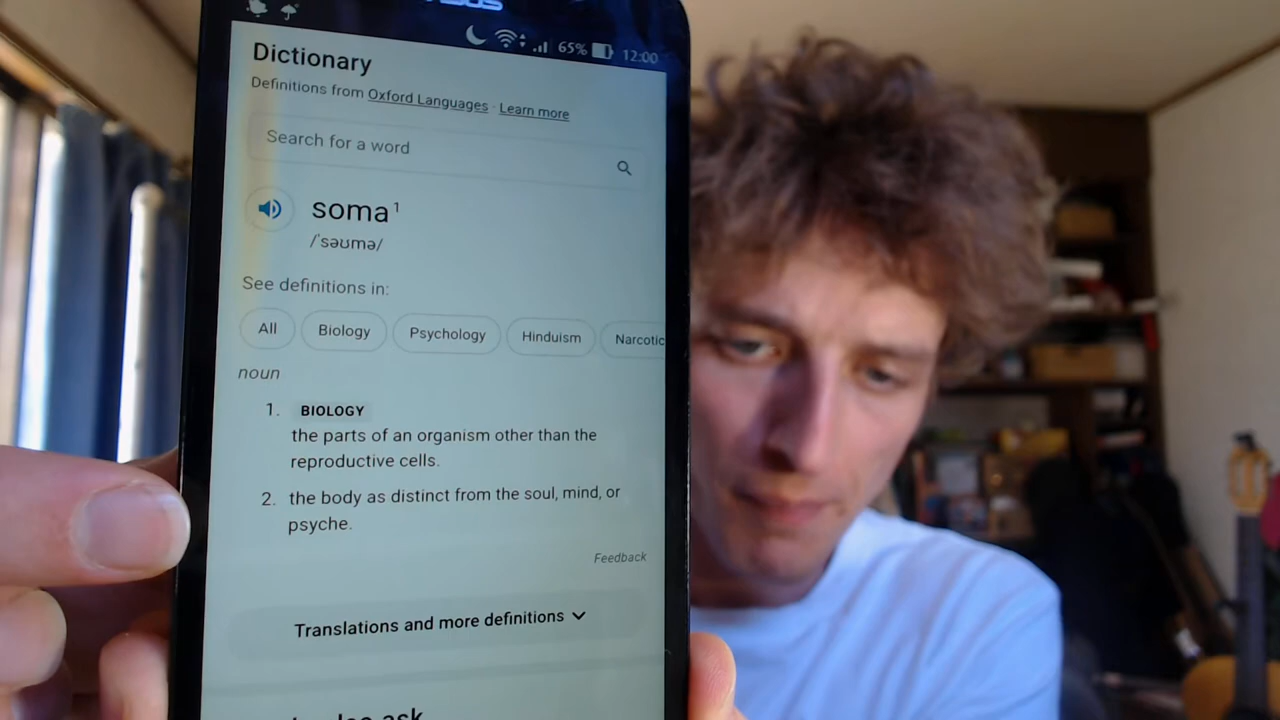 65% 12:00
Dictionary
Definitions from Oxford Languages · Learn more
Search for a word
soma¹
/ˈsəʊmə/
See definitions in:
All Biology Psychology Hinduism Narcotic
noun
1. BIOLOGY
the parts of an organism other than the
reproductive cells.
2. the body as distinct from the soul, mind, or
psyche.
Feedback
Translations and more definitions
ask